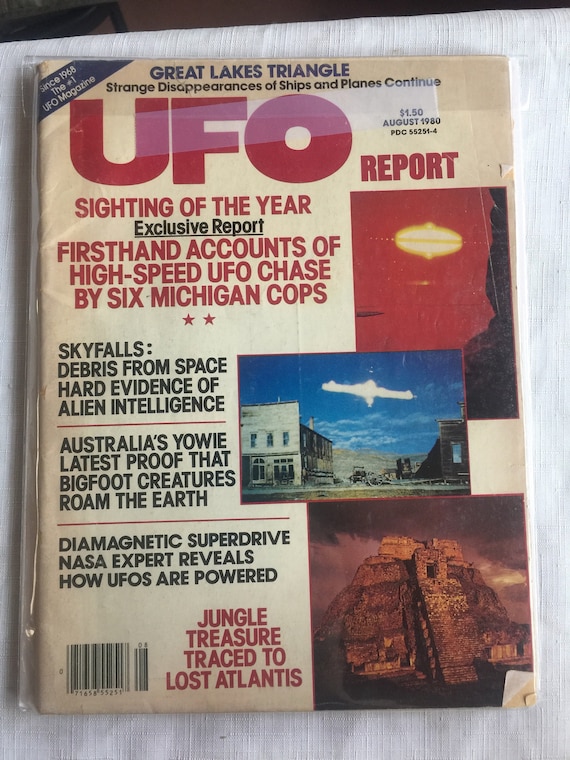 Since 1968
The #1
UFO Magazine
GREAT LAKES TRIANGLE
Strange Disappearances of Ships and Planes Continue
UFO
REPORT
$1.50
AUGUST 1980
PDC 55251-4
SIGHTING OF THE YEAR
Exclusive Report
FIRSTHAND ACCOUNTS OF
HIGH-SPEED UFO CHASE
BY SIX MICHIGAN COPS
★ ★
SKYFALLS:
DEBRIS FROM SPACE
HARD EVIDENCE OF
ALIEN INTELLIGENCE
AUSTRALIA'S YOWIE
LATEST PROOF THAT
BIGFOOT CREATURES
ROAM THE EARTH
DIAMAGNETIC SUPERDRIVE
NASA EXPERT REVEALS
HOW UFOS ARE POWERED
JUNGLE
TREASURE
TRACED TO
LOST ATLANTIS
08
0
71658 55251